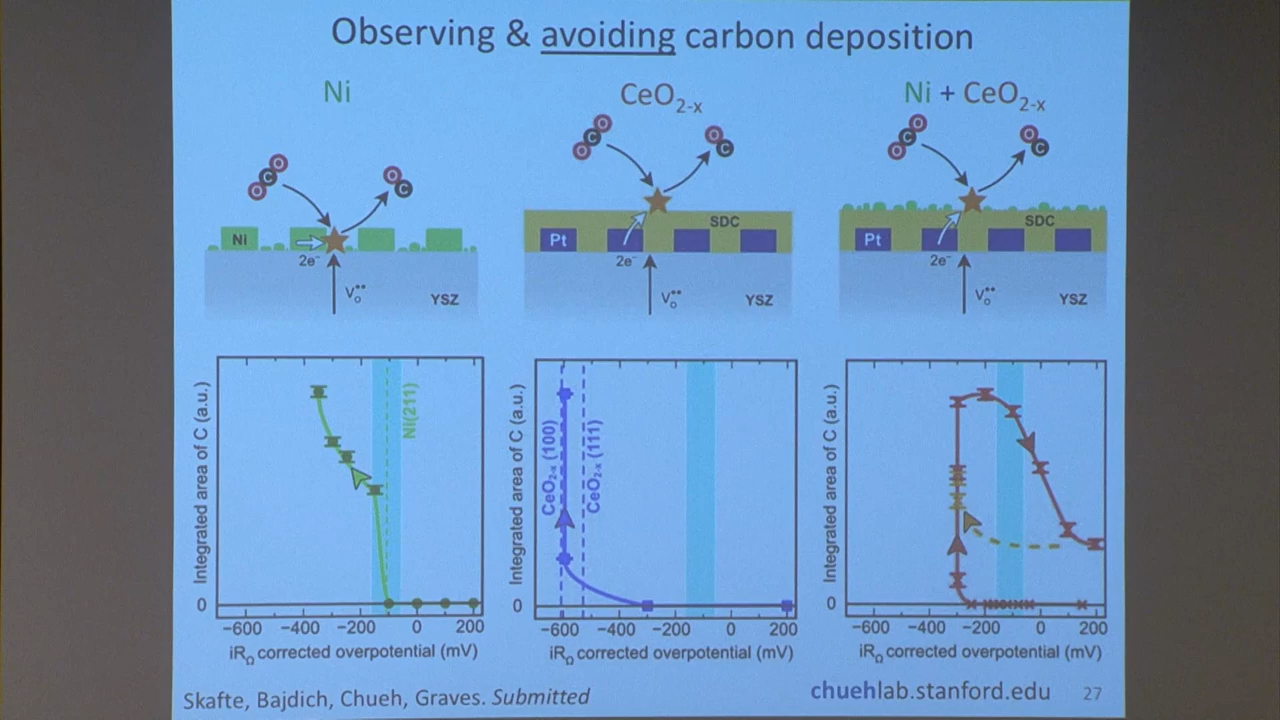 Observing & avoiding carbon deposition
Ni
CeO2-x
Ni + CeO2-x
O C O
O C
Ni
2e⁻
V₀••
YSZ
O C O
O C
SDC
Pt
2e⁻
V₀••
YSZ
O C O
O C
SDC
Pt
2e⁻
V₀••
YSZ
Integrated area of C (a.u.)
0
Ni(211)
−600 −400 −200 0 200
iRΩ corrected overpotential (mV)
Integrated area of C (a.u.)
0
CeO2-x (100)
CeO2-x (111)
−600 −400 −200 0 200
iRΩ corrected overpotential (mV)
Integrated area of C (a.u.)
0
−600 −400 −200 0 200
iRΩ corrected overpotential (mV)
Skafte, Bajdich, Chueh, Graves. Submitted
chuehlab.stanford.edu 27